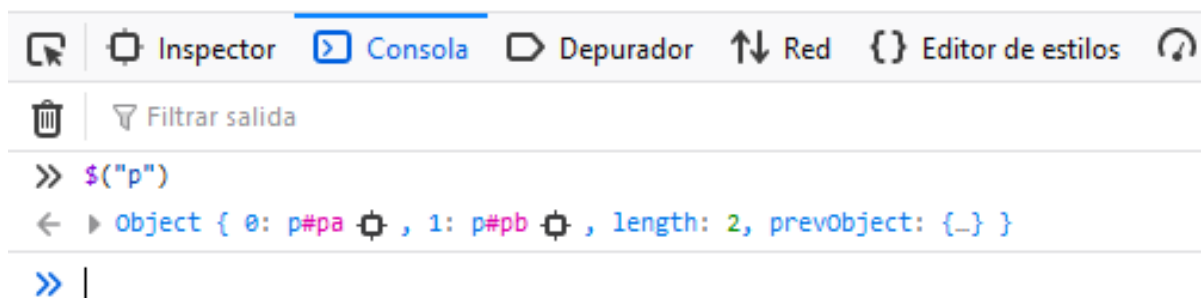 Inspector Consola Depurador Red {} Editor de estilos
Filtrar salida
>> $("p")
Object { 0: p#pa , 1: p#pb , length: 2, prevObject: {…} }
>>